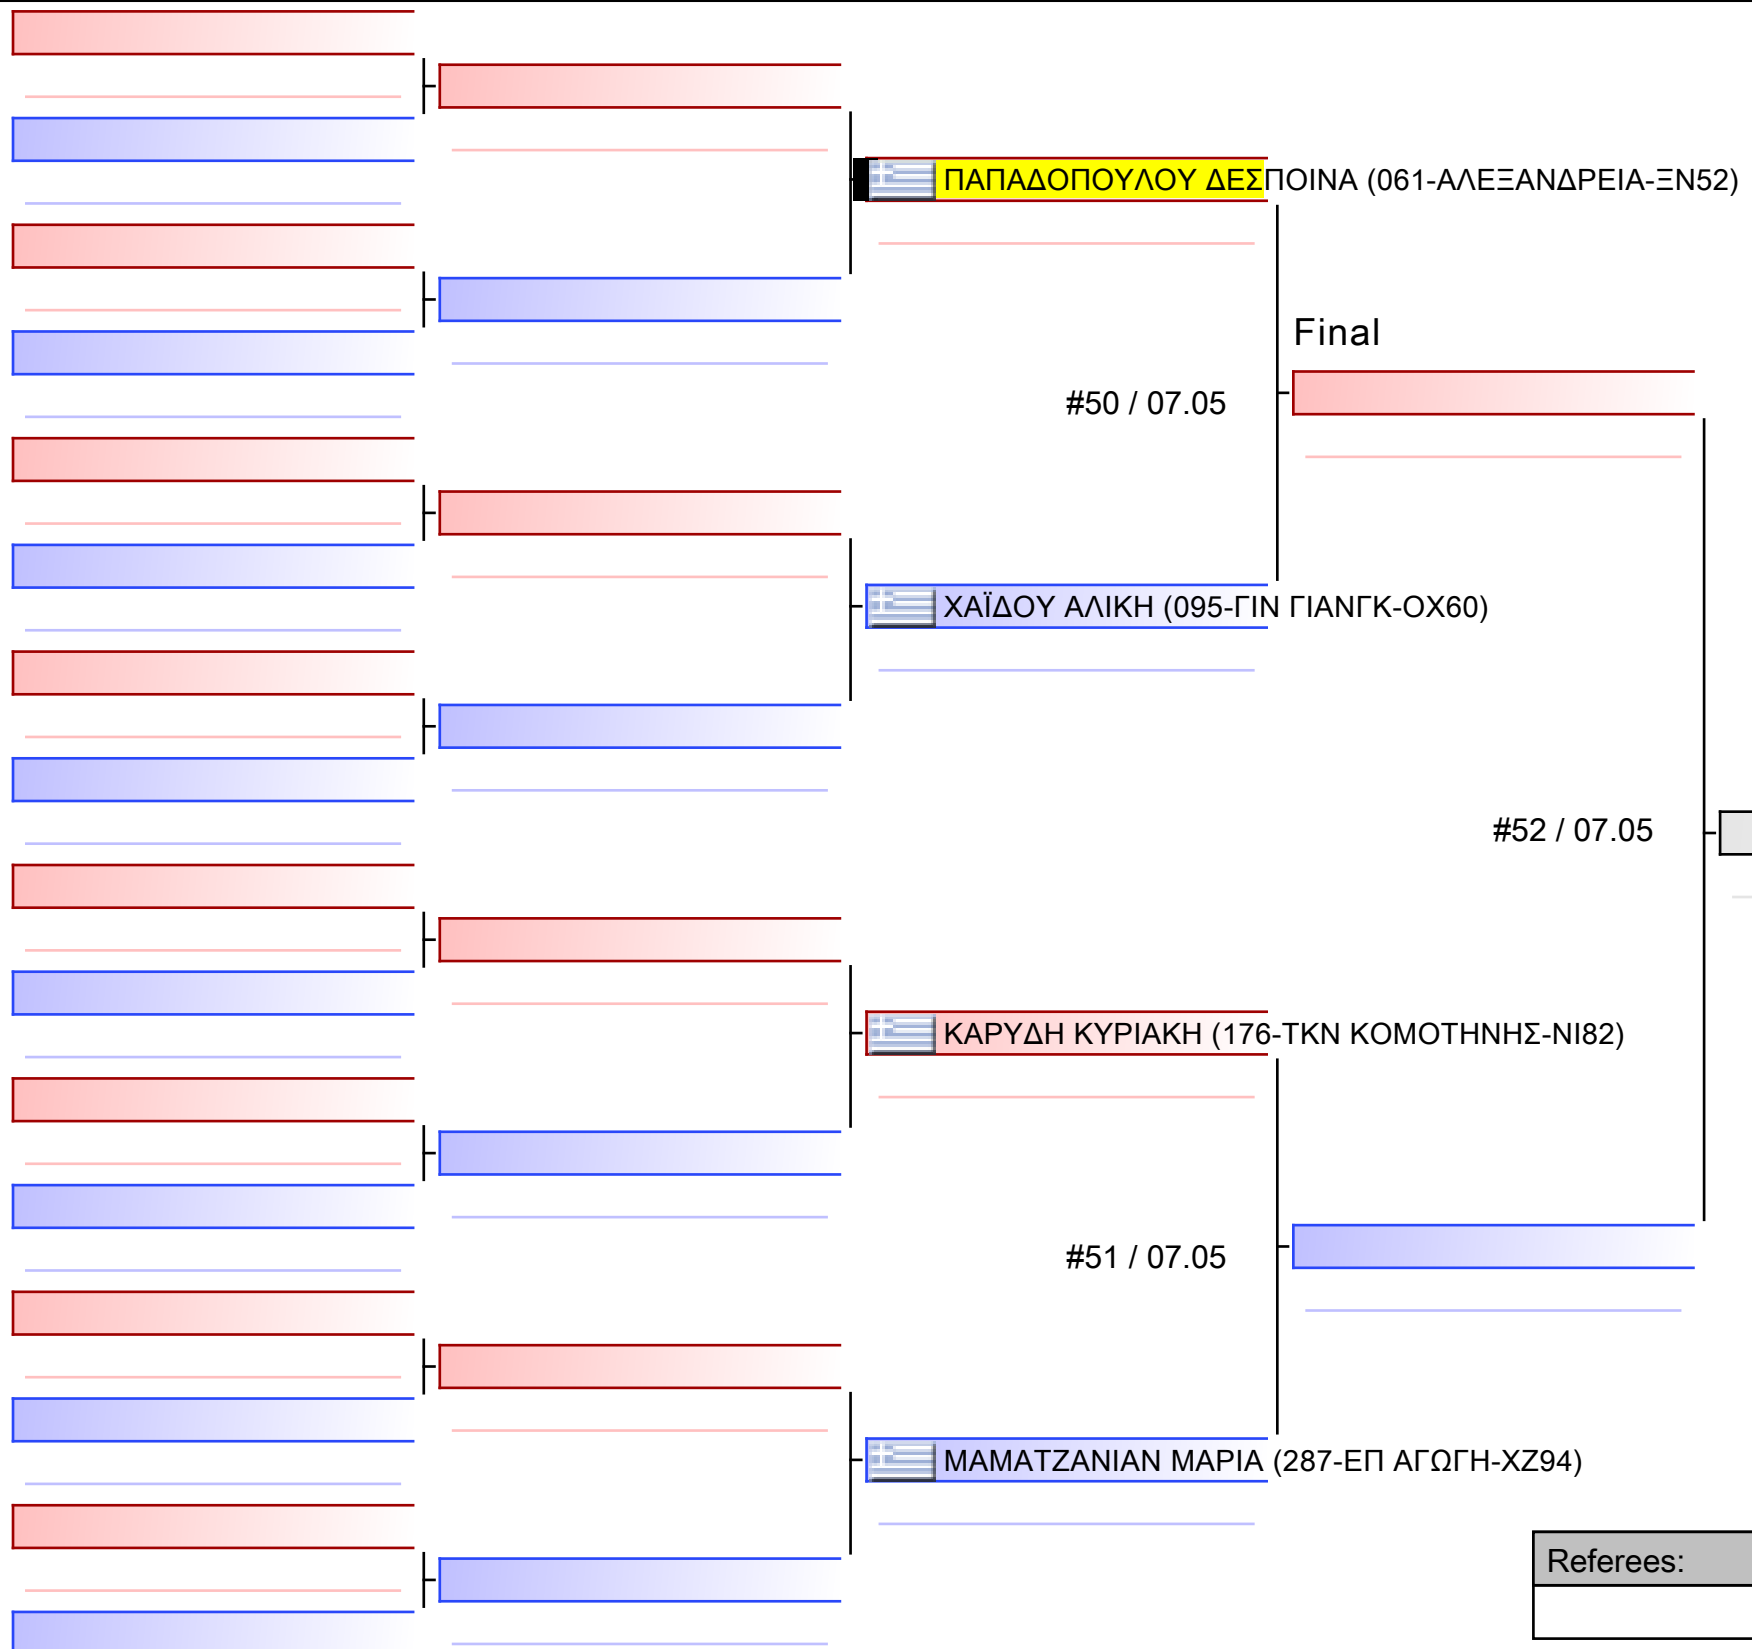 ΠΑΠΑΔΟΠΟΥΛΟΥ ΔΕΣΠΟΙΝΑ (061-ΑΛΕΞΑΝΔΡΕΙΑ-ΞΝ52)
Final
#50 / 07.05
ΧΑΪΔΟΥ ΑΛΙΚΗ (095-ΓΙΝ ΓΙΑΝΓΚ-ΟΧ60)
#52 / 07.05
ΚΑΡΥΔΗ ΚΥΡΙΑΚΗ (176-ΤΚΝ ΚΟΜΟΤΗΝΗΣ-ΝΙ82)
#51 / 07.05
ΜΑΜΑΤΖΑΝΙΑΝ ΜΑΡΙΑ (287-ΕΠ ΑΓΩΓΗ-ΧΖ94)
Referees: